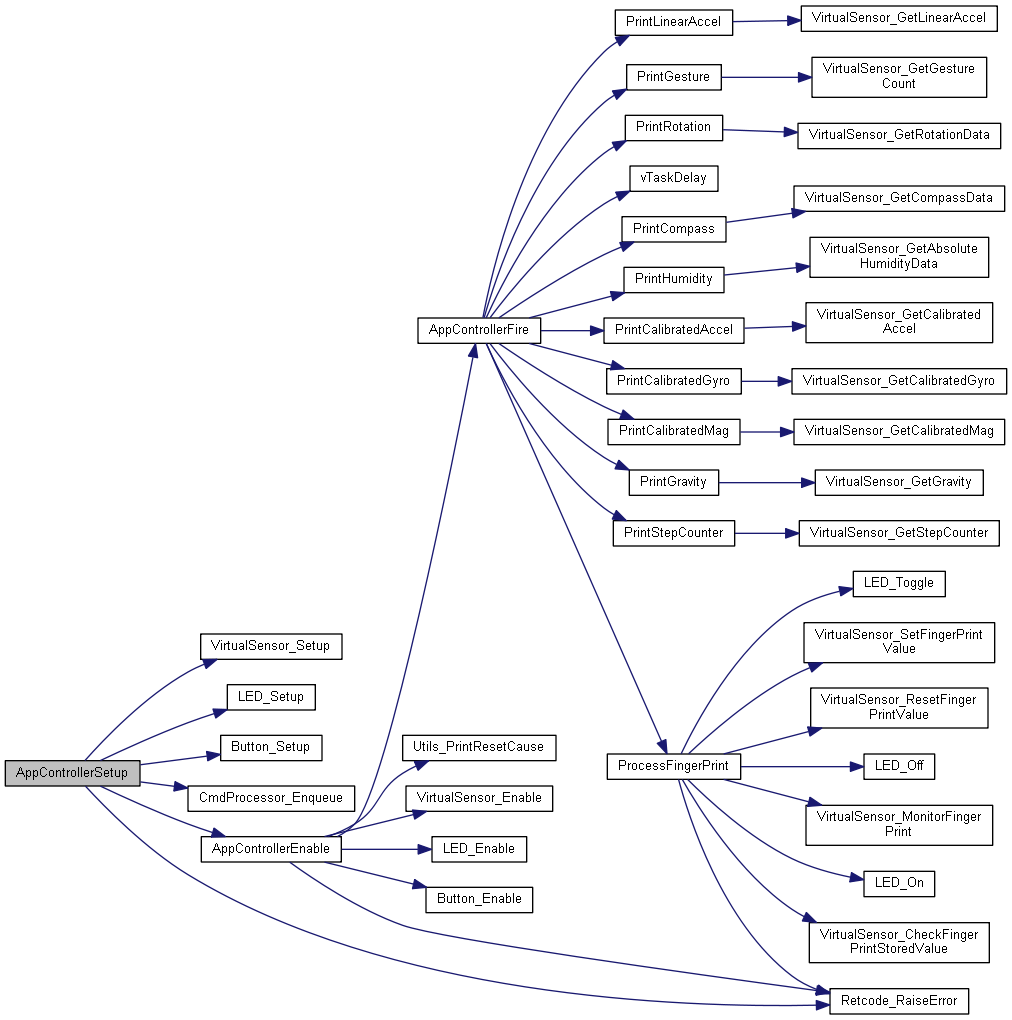 PrintLinearAccel
VirtualSensor_GetLinearAccel
PrintGesture
VirtualSensor_GetGesture
Count
PrintRotation
VirtualSensor_GetRotationData
vTaskDelay
PrintCompass
VirtualSensor_GetCompassData
PrintHumidity
VirtualSensor_GetAbsolute
HumidityData
AppControllerFire
PrintCalibratedAccel
VirtualSensor_GetCalibrated
Accel
PrintCalibratedGyro
VirtualSensor_GetCalibratedGyro
PrintCalibratedMag
VirtualSensor_GetCalibratedMag
PrintGravity
VirtualSensor_GetGravity
PrintStepCounter
VirtualSensor_GetStepCounter
LED_Toggle
VirtualSensor_SetFingerPrint
Value
VirtualSensor_ResetFinger
PrintValue
ProcessFingerPrint
LED_Off
VirtualSensor_MonitorFinger
Print
LED_On
VirtualSensor_CheckFinger
PrintStoredValue
Retcode_RaiseError
VirtualSensor_Setup
LED_Setup
Button_Setup
AppControllerSetup
CmdProcessor_Enqueue
AppControllerEnable
Utils_PrintResetCause
VirtualSensor_Enable
LED_Enable
Button_Enable